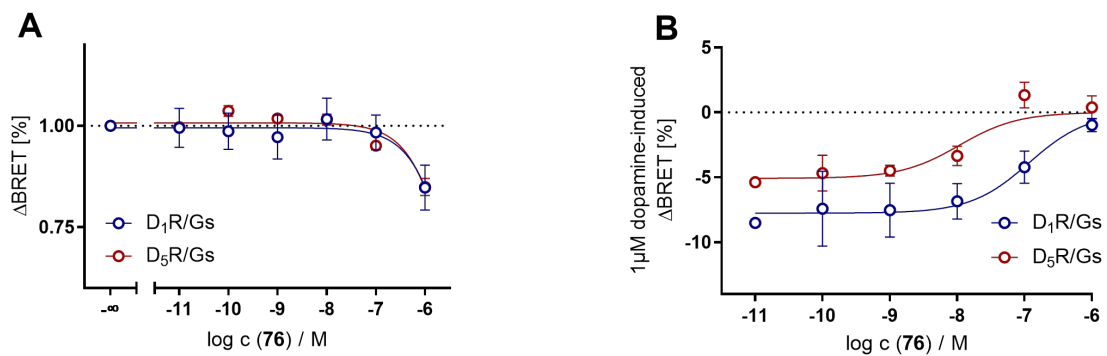 A
ΔBRET [%]
1.00
0.75
D₁R/Gs
D₅R/Gs
-∞ -11 -10 -9 -8 -7 -6
log c (76) / M
B
1µM dopamine-induced
ΔBRET [%]
5
0
-5
-10
D₁R/Gs
D₅R/Gs
-11 -10 -9 -8 -7 -6
log c (76) / M